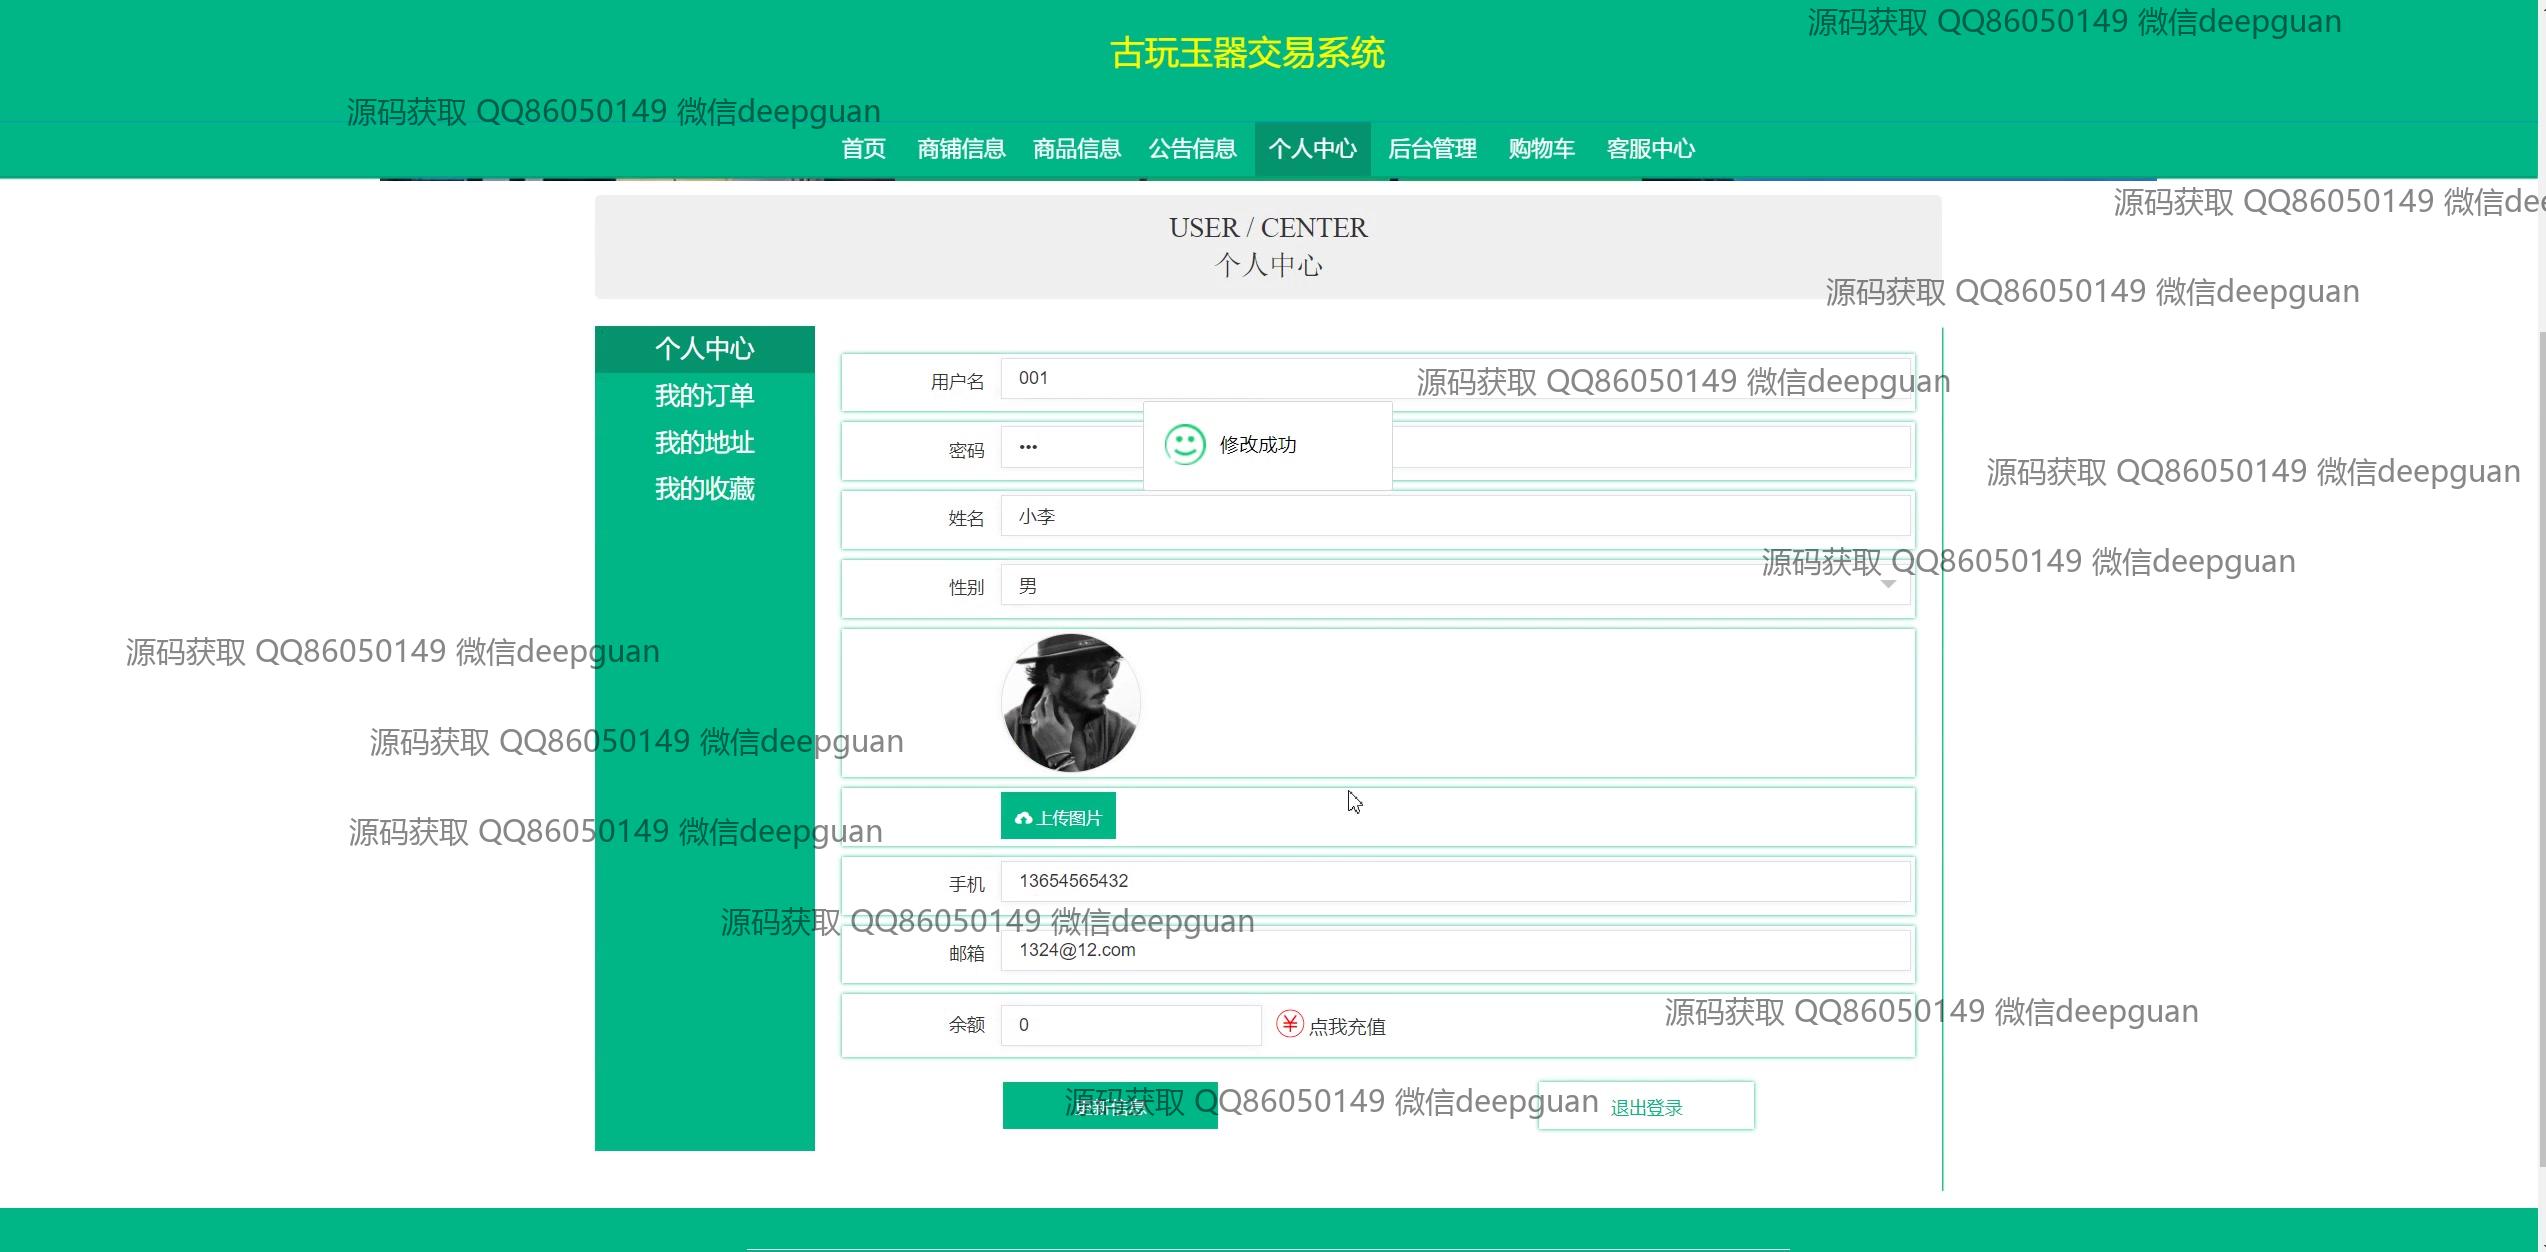 源码获取 QQ86050149 微信deepguan
古玩玉器交易系统
源码获取 QQ86050149 微信deepguan
首页 商铺信息 商品信息 公告信息 个人中心 后台管理 购物车 客服中心
源码获取 QQ86050149 微信dee
USER / CENTER
个人中心
源码获取 QQ86050149 微信deepguan
个人中心
我的订单
我的地址
我的收藏
用户名 001
源码获取 QQ86050149 微信deepguan
密码 •••
修改成功
源码获取 QQ86050149 微信deepguan
姓名 小李
源码获取 QQ86050149 微信deepguan
性别 男
源码获取 QQ86050149 微信deepguan
源码获取 QQ86050149 微信deepguan
上传图片
源码获取 QQ86050149 微信deepguan
手机 13654565432
源码获取 QQ86050149 微信deepguan
邮箱 1324@12.com
源码获取 QQ86050149 微信deepguan
余额 0 点我充值
源码获取 QQ86050149 微信deepguan
更新信息 退出登录